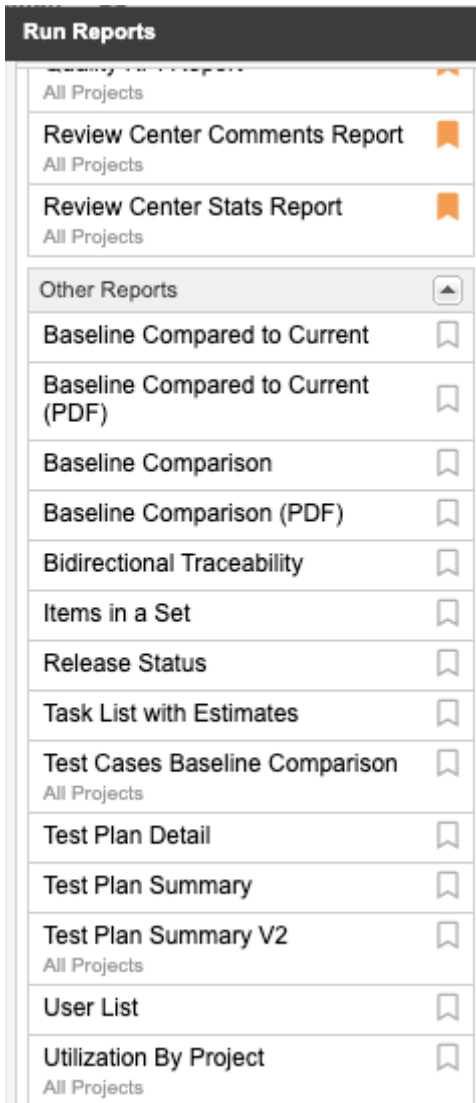 Run Reports
Report
All Projects
Review Center Comments Report
All Projects
Review Center Stats Report
All Projects
Other Reports
Baseline Compared to Current
Baseline Compared to Current
(PDF)
Baseline Comparison
Baseline Comparison (PDF)
Bidirectional Traceability
Items in a Set
Release Status
Task List with Estimates
Test Cases Baseline Comparison
All Projects
Test Plan Detail
Test Plan Summary
Test Plan Summary V2
All Projects
User List
Utilization By Project
All Projects